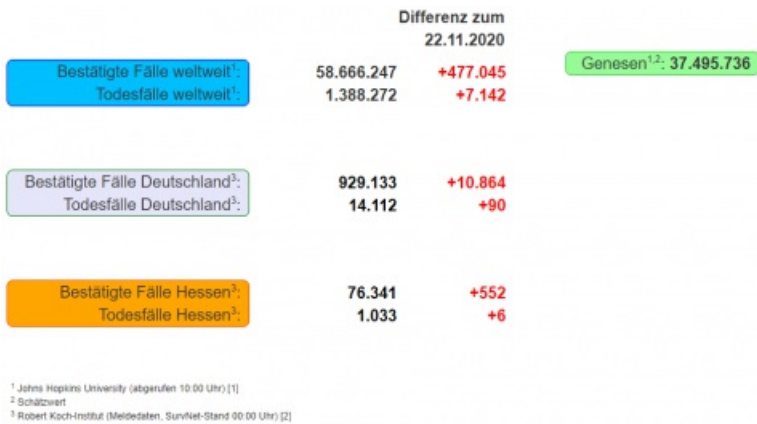 Differenz zum
22.11.2020
Genesen1,2: 37.495.736
Bestätigte Fälle weltweit1: 58.666.247 +477.045
Todesfälle weltweit1: 1.388.272 +7.142
Bestätigte Fälle Deutschland3: 929.133 +10.864
Todesfälle Deutschland3: 14.112 +90
Bestätigte Fälle Hessen3: 76.341 +552
Todesfälle Hessen3: 1.033 +6
1 Johns Hopkins University (abgerufen 10:00 Uhr) [1]
2 Schätzwert
3 Robert Koch-Institut (Meldedaten, SurvNet-Stand 00:00 Uhr) [2]